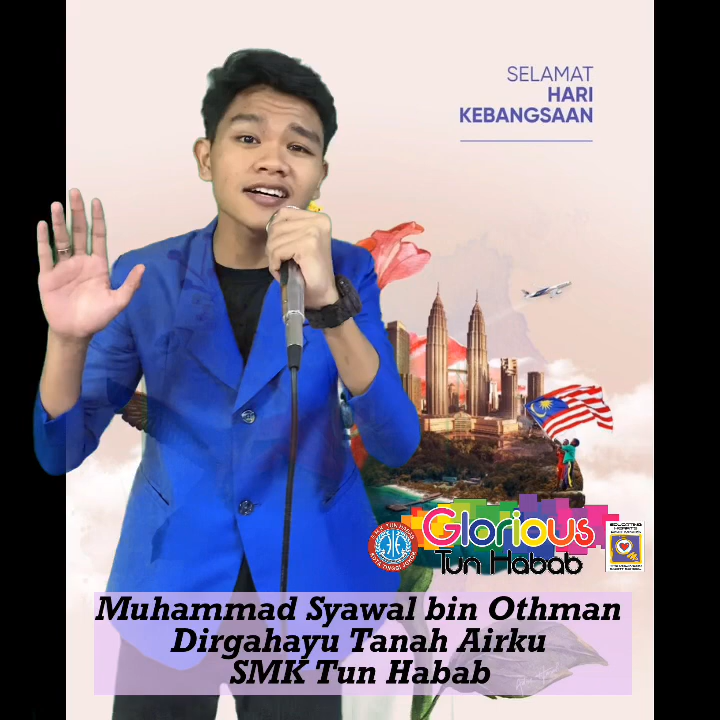 SELAMAT
HARI
KEBANGSAAN
Glorious
Tun Habab
Muhammad Syawal bin Othman
Dirgahayu Tanah Airku
SMK Tun Habab